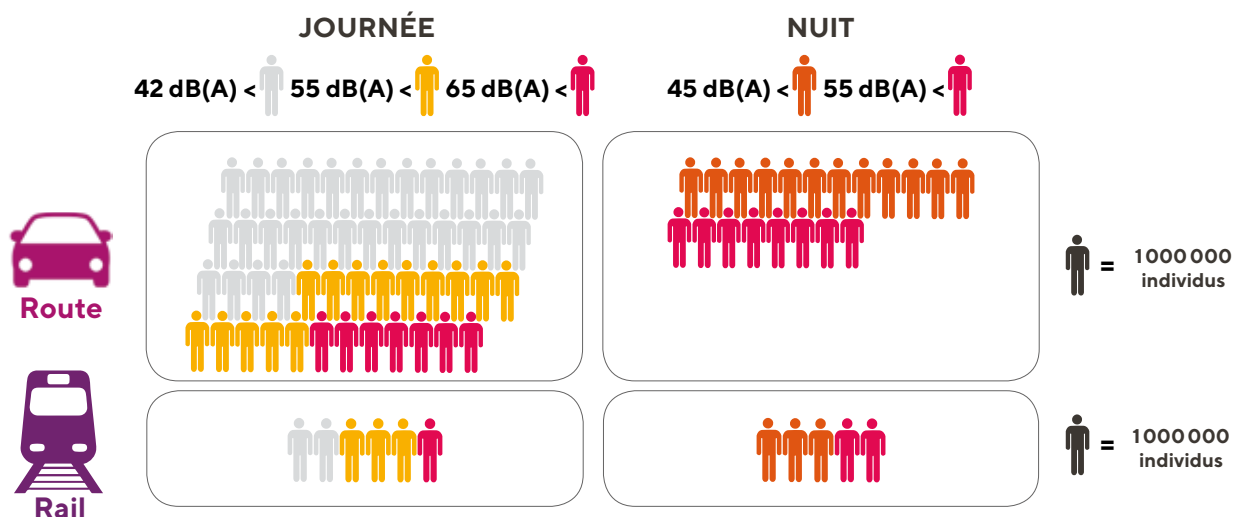 JOURNÉE
NUIT
42 dB(A) < 55 dB(A) < 65 dB(A) <
45 dB(A) < 55 dB(A) <
Route
= 1 000 000
individus
Rail
= 1 000 000
individus